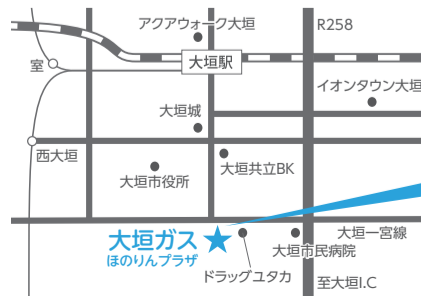 アクアウォーク大垣
R258
室
大垣駅
イオンタウン大垣
大垣城
西大垣
大垣共立BK
大垣市役所
大垣ガス
ほのりんプラザ
大垣一宮線
大垣市民病院
ドラッグユタカ
至大垣I.C